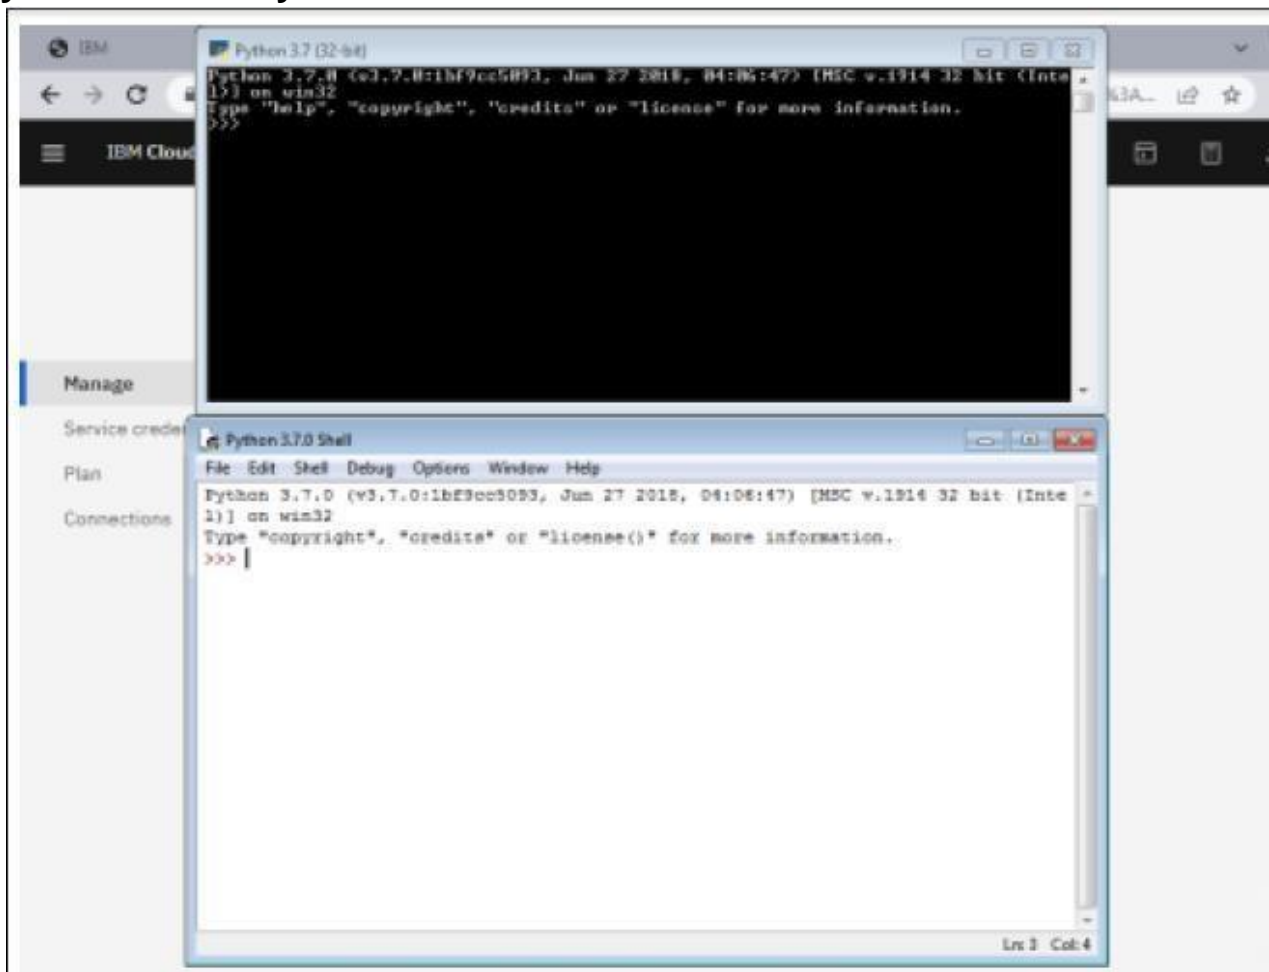 IBM
Python 3.7 (32-bit)
Python 3.7.0 (v3.7.0:1bf9cc5093, Jun 27 2018, 04:06:47) [MSC v.1914 32 bit (Inte
l)] on win32
Type "help", "copyright", "credits" or "license" for more information.
>>>
%3A...
IBM Cloud
Manage
Service creden
Plan
Connections
Python 3.7.0 Shell
File Edit Shell Debug Options Window Help
Python 3.7.0 (v3.7.0:1bf9cc5093, Jun 27 2018, 04:06:47) [MSC v.1914 32 bit (Inte
l)] on win32
Type "copyright", "credits" or "license()" for more information.
>>>
Ln: 3 Col: 4